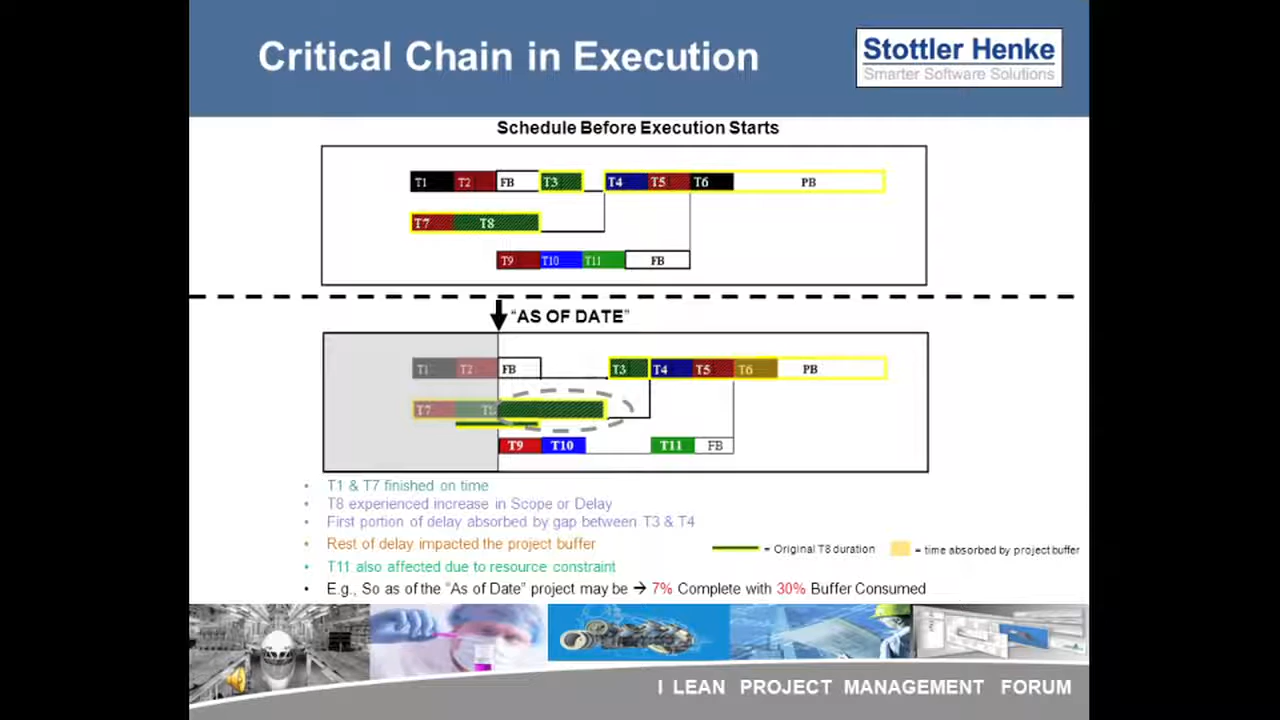 Critical Chain in Execution
Stottler Henke
Smarter Software Solutions
Schedule Before Execution Starts
T1 T2 FB T3 T4 T5 T6 PB
T7 T8
T9 T10 T11 FB
"AS OF DATE"
T1 T2 FB T3 T4 T5 T6 PB
T7 T8
T9 T10 T11 FB
• T1 & T7 finished on time
• T8 experienced increase in Scope or Delay
• First portion of delay absorbed by gap between T3 & T4
• Rest of delay impacted the project buffer
= Original T8 duration
= time absorbed by project buffer
• T11 also affected due to resource constraint
• E.g., So as of the "As of Date" project may be → 7% Complete with 30% Buffer Consumed
I LEAN PROJECT MANAGEMENT FORUM